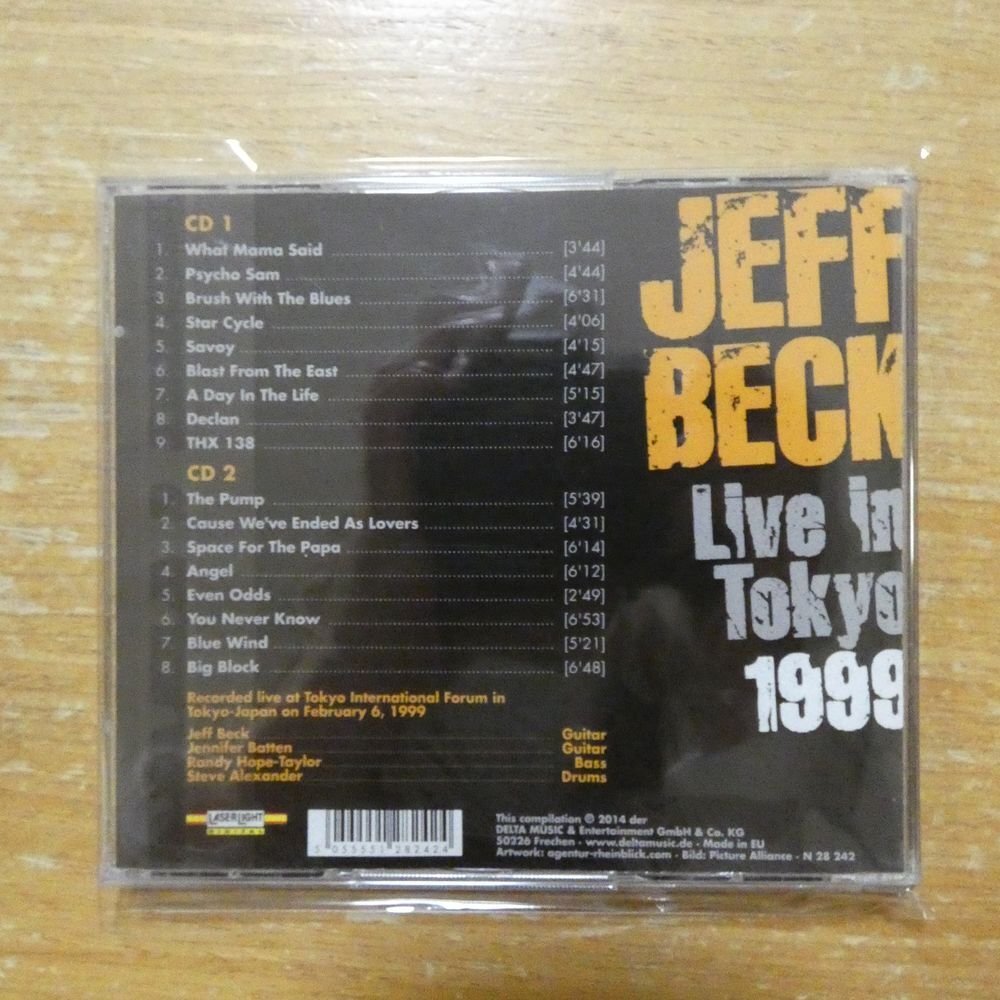 CD 1
1. What Mama Said [3'44]
2. Psycho Sam [4'44]
3. Brush With The Blues [6'31]
4. Star Cycle [4'06]
5. Savoy [4'15]
6. Blast From The East [4'47]
7. A Day In The Life [5'15]
8. Declan [3'47]
9. THX 138 [6'16]
CD 2
1. The Pump [5'39]
2. Cause We've Ended As Lovers [4'31]
3. Space For The Papa [6'14]
4. Angel [6'12]
5. Even Odds [2'49]
6. You Never Know [6'53]
7. Blue Wind [5'21]
8. Big Block [6'48]
Recorded live at Tokyo International Forum in
Tokyo-Japan on February 6, 1999
Jeff Beck Guitar
Jennifer Batten Guitar
Randy Hope-Taylor Bass
Steve Alexander Drums
JEFF
BECK
Live in
Tokyo
1999
LASERLIGHT
DIGITAL
5 053531 282424
This compilation ℗ 2014 der
DELTA MUSIC & Entertainment GmbH & Co. KG
50226 Frechen · www.deltamusic.de · Made in EU
Artwork: agentur-rheinblick.com · Bild: Picture Alliance · N 28 242